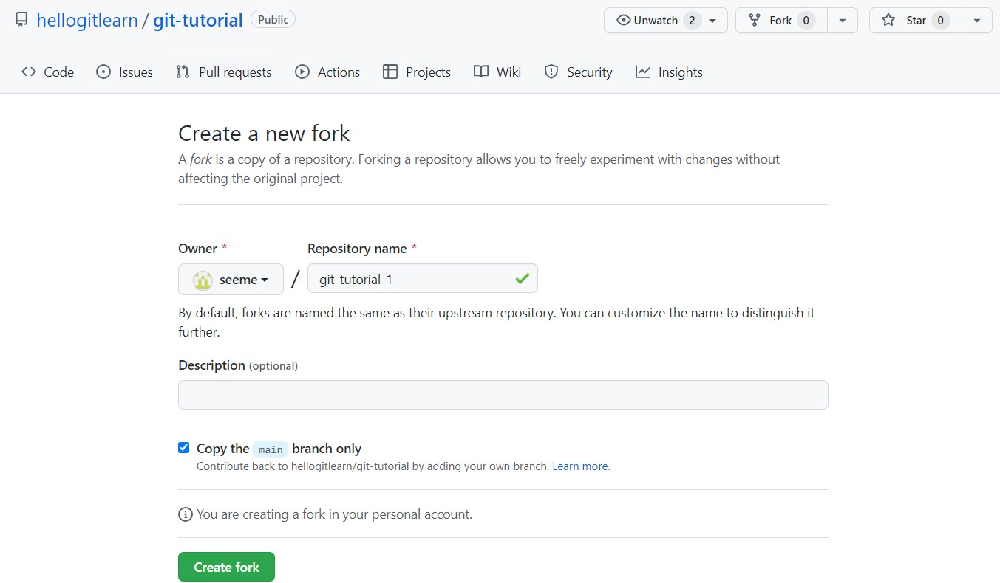 hellogitlearn / git-tutorial Public Unwatch 2 Fork 0 Star 0
Code Issues Pull requests Actions Projects Wiki Security Insights
Create a new fork
A fork is a copy of a repository. Forking a repository allows you to freely experiment with changes without
affecting the original project.
Owner * Repository name *
seeme / git-tutorial-1
By default, forks are named the same as their upstream repository. You can customize the name to distinguish it
further.
Description (optional)
Copy the main branch only
Contribute back to hellogitlearn/git-tutorial by adding your own branch. Learn more.
You are creating a fork in your personal account.
Create fork